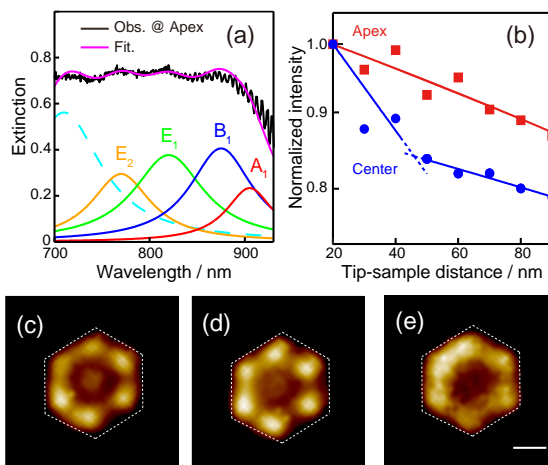 Obs. @ Apex
Fit.
(a)
Extinction
0.8
0.6
0.4
0.2
0
E2
E1
B1
A1
700
800
900
Wavelength / nm
(b)
Normalized intensity
1.0
0.9
0.8
Apex
Center
20
40
60
80
Tip-sample distance / nm
(c)
(d)
(e)